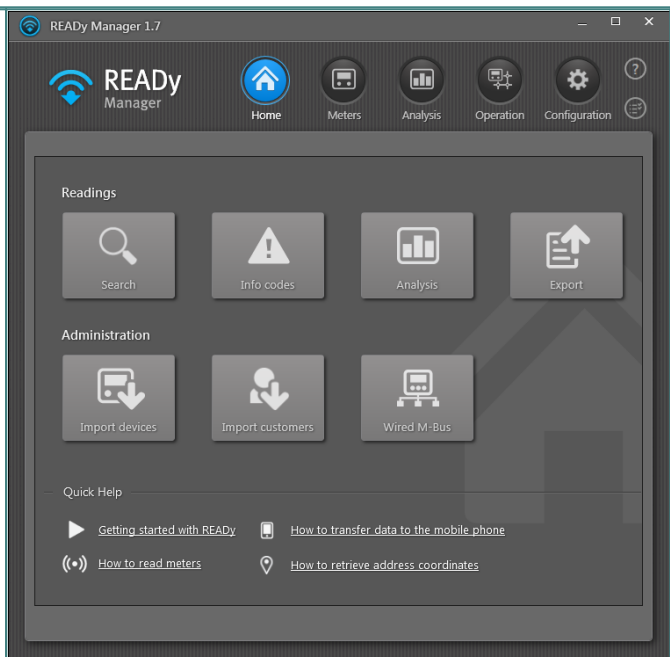 READy Manager 1.7
READy
Manager
Home
Meters
Analysis
Operation
Configuration
?
Readings
Search
Info codes
Analysis
Export
Administration
Import devices
Import customers
Wired M-Bus
Quick Help
Getting started with READy
How to transfer data to the mobile phone
How to read meters
How to retrieve address coordinates